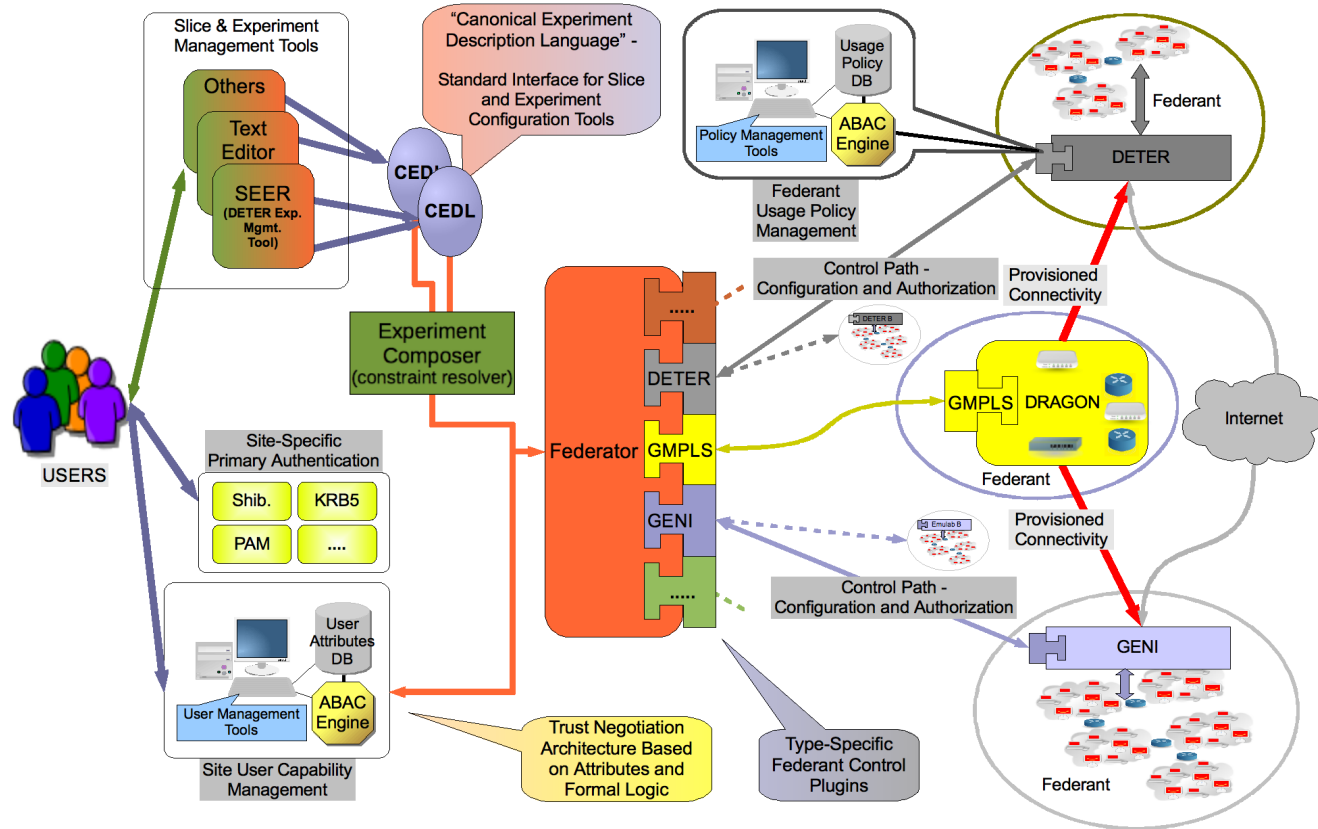 Slice & Experiment
Management Tools
Others
Text
Editor
SEER
(DETER Exp.
Mgmt.
Tool)
CEDL
CEDL
“Canonical Experiment
Description Language” -
Standard Interface for Slice
and Experiment
Configuration Tools
Usage
Policy
DB
Policy Management
Tools
ABAC
Engine
Federant
Usage Policy
Management
Federant
DETER
Control Path -
Configuration and Authorization
Provisioned
Connectivity
DETER B
Experiment
Composer
(constraint resolver)
Federator
.....
DETER
GMPLS
GENI
.....
GMPLS
DRAGON
Federant
Internet
USERS
Site-Specific
Primary Authentication
Shib.
KRB5
PAM
....
Emulab B
Provisioned
Connectivity
Control Path -
Configuration and Authorization
User
Attributes
DB
User Management
Tools
ABAC
Engine
Site User Capability
Management
Trust Negotiation
Architecture Based
on Attributes and
Formal Logic
Type-Specific
Federant Control
Plugins
GENI
Federant